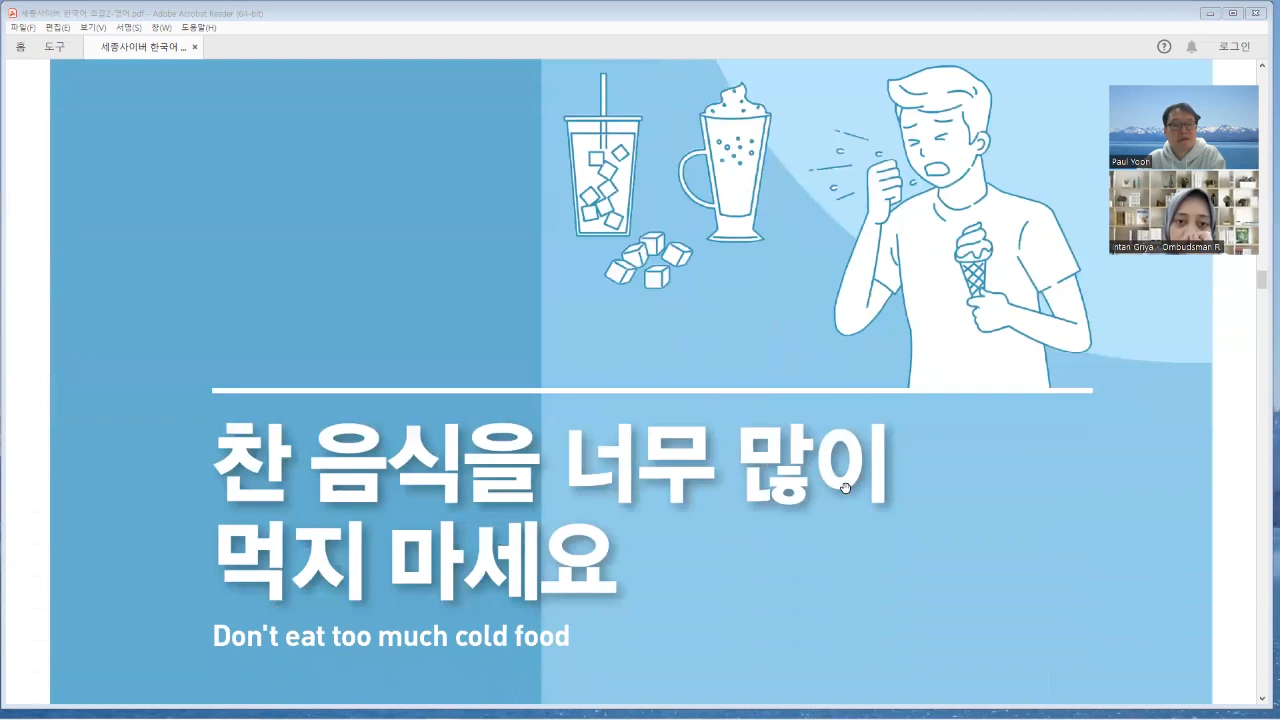 세종사이버 한국어 초급2-영어.pdf - Adobe Acrobat Reader (64-bit)
파일(F) 편집(E) 보기(V) 서명(S) 창(W) 도움말(H)
홈 도구 세종사이버 한국어 ... × 로그인
Paul Yoon
Intan Griya - Ombudsman R.
찬 음식을 너무 많이
먹지 마세요
Don't eat too much cold food